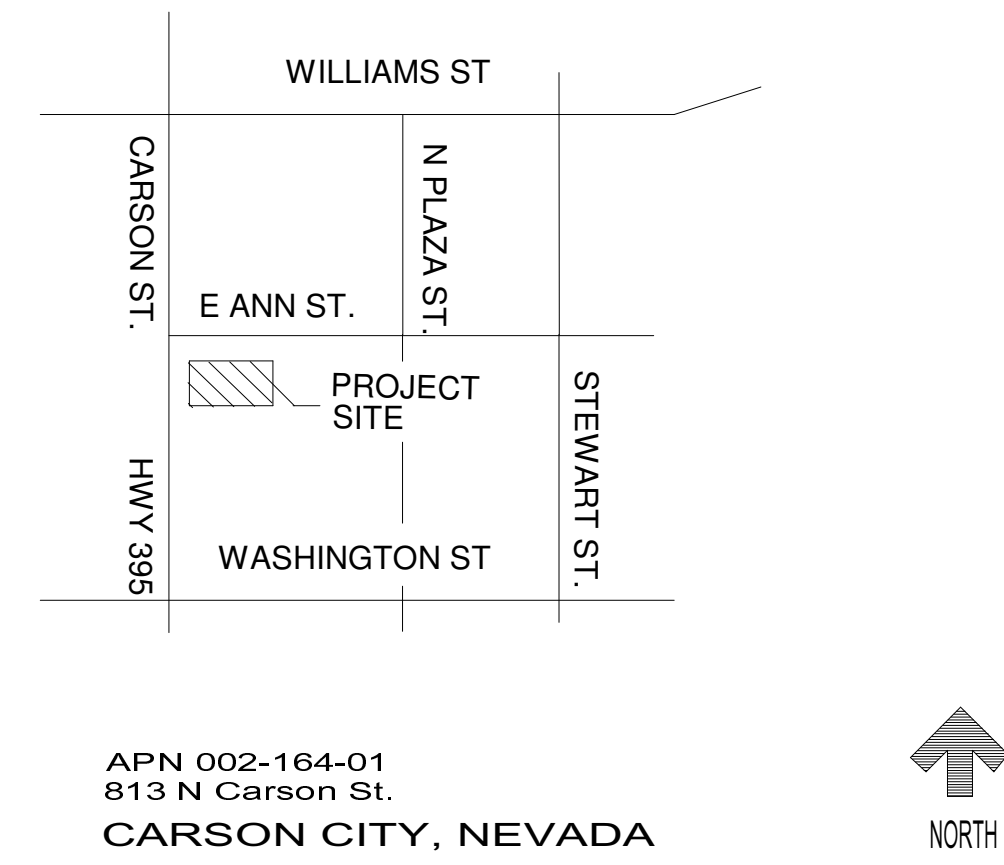 WILLIAMS ST
CARSON ST.
N PLAZA ST.
E ANN ST.
PROJECT
SITE
STEWART ST.
HWY 395
WASHINGTON ST
APN 002-164-01
813 N Carson St.
CARSON CITY, NEVADA
NORTH